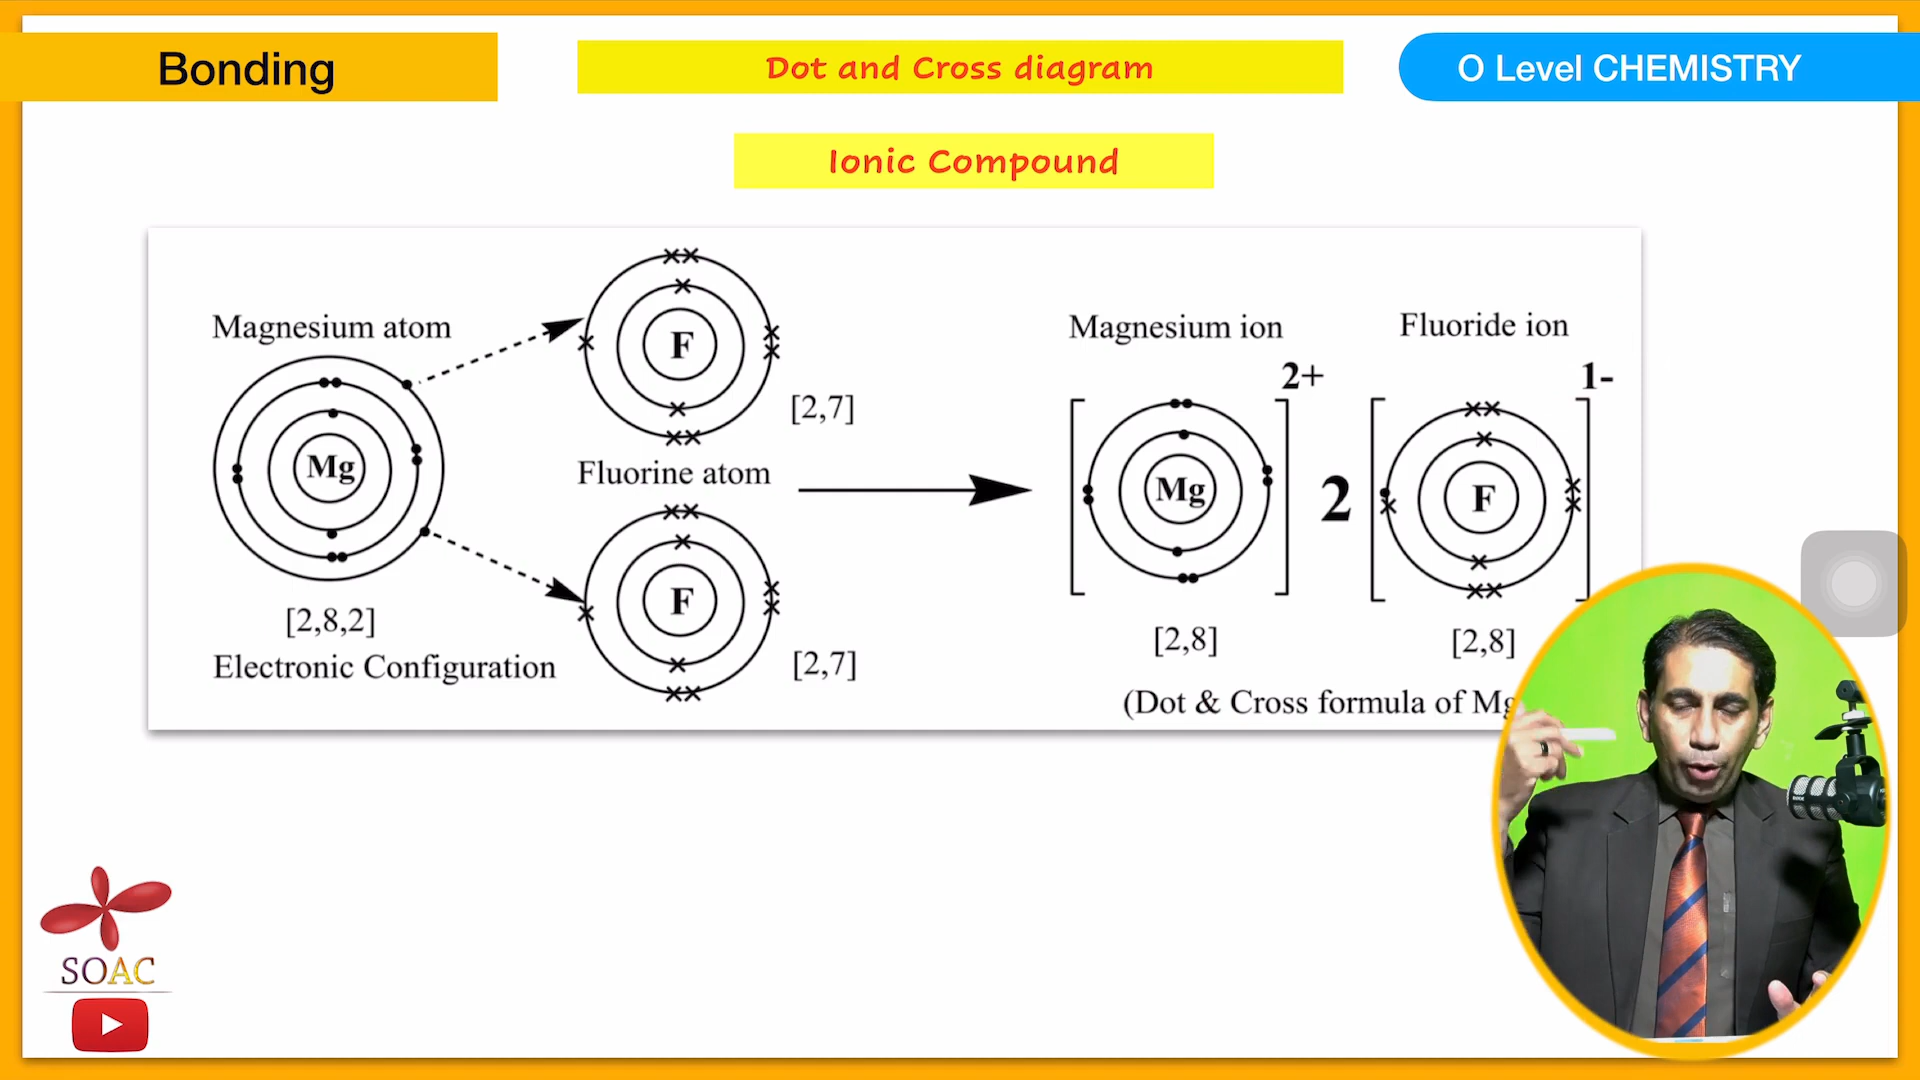 Bonding
Dot and Cross diagram
O Level CHEMISTRY
Ionic Compound
Magnesium atom
F
[2,7]
Mg
[2,8,2]
Electronic Configuration
Fluorine atom
F
[2,7]
Magnesium ion
2+
Mg
[2,8]
2
Fluoride ion
1-
F
[2,8]
(Dot & Cross formula of Mg
SOAC